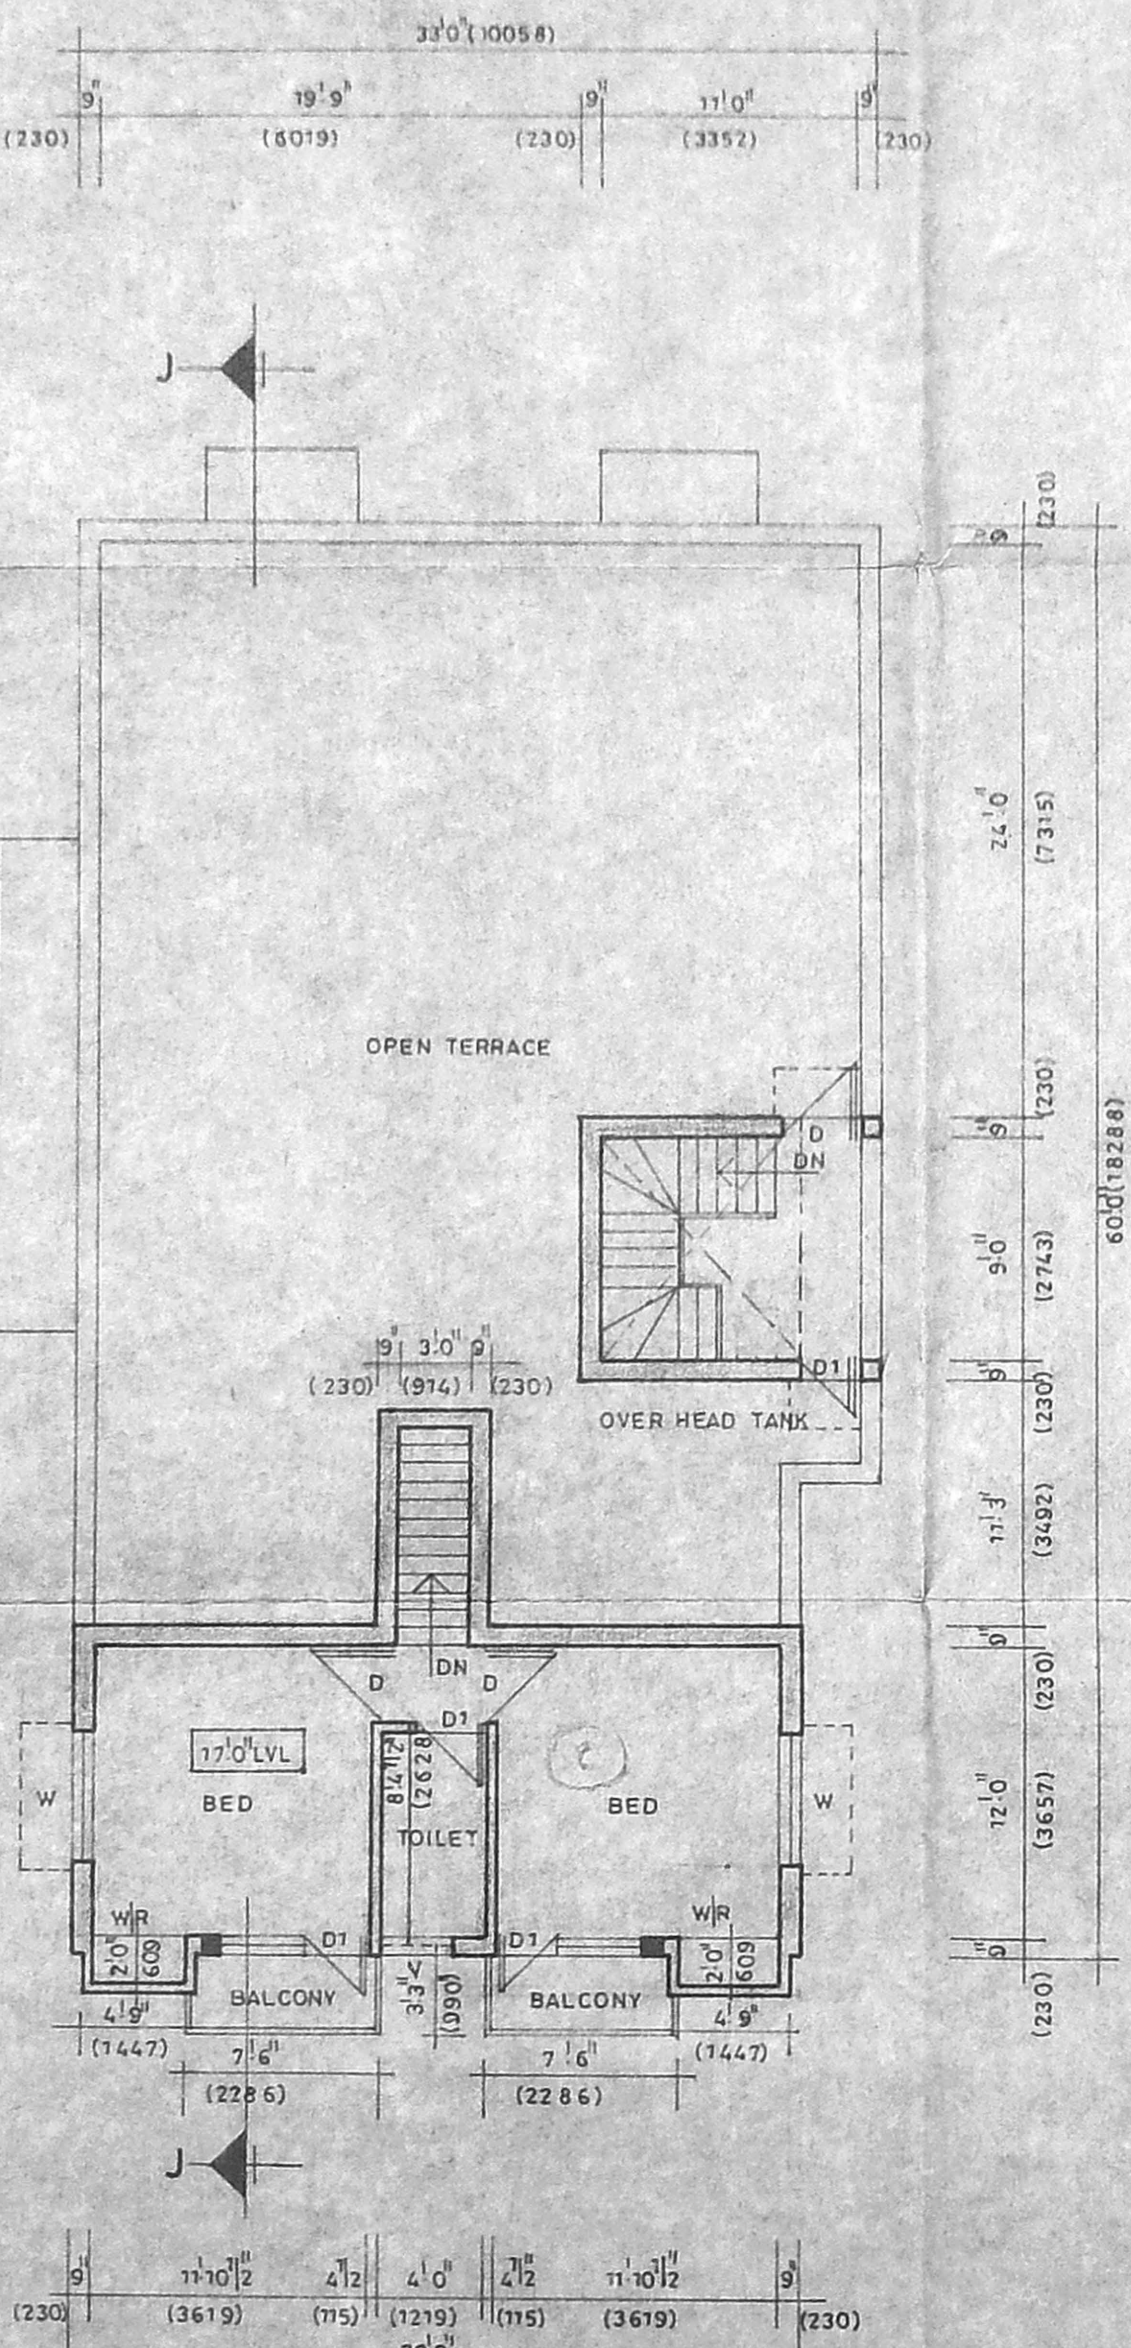 33'0"(10058)
9" 19'9" 9" 11'0" 9"
(230) (6019) (230) (3352) (230)
J
(230)
9"
24'0"
(7315)
OPEN TERRACE
(230)
9"
D
DN
60'0"(18288)
9'0"
(2743)
9" 3'0" 9"
(230) (914) (230)
D1
9"
(230)
OVER HEAD TANK
11'3"
(3492)
9"
(230)
DN
D D
D1
17'0"LVL
8'4"1/2
(2628
BED
BED
W
W
12'0"
(3657)
TOILET
W|R
W|R
2'0"
609
D1
D1
2'0"
609
9"
(230)
BALCONY
3'3"
(990)
BALCONY
4'9"
(1447)
4'9"
(1447)
7'6"
(2286)
7'6"
(2286)
J
9" 11'10"1/2 4"1/2 4'0" 4"1/2 11'10"1/2 9"
(230) (3619) (115) (1219) (115) (3619) (230)